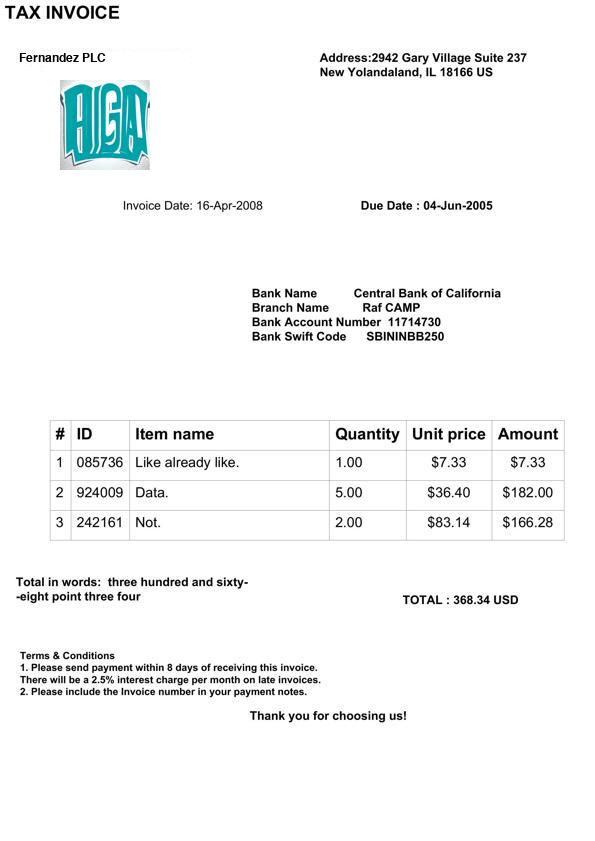 TAX INVOICE
Fernandez PLC
Address:2942 Gary Village Suite 237
New Yolandaland, IL 18166 US
HGA
Invoice Date: 16-Apr-2008 Due Date : 04-Jun-2005
Bank Name Central Bank of California
Branch Name Raf CAMP
Bank Account Number 11714730
Bank Swift Code SBININBB250
# ID Item name Quantity Unit price Amount
1 085736 Like already like. 1.00 $7.33 $7.33
2 924009 Data. 5.00 $36.40 $182.00
3 242161 Not. 2.00 $83.14 $166.28
Total in words: three hundred and sixty-
-eight point three four
TOTAL : 368.34 USD
Terms & Conditions
1. Please send payment within 8 days of receiving this invoice.
There will be a 2.5% interest charge per month on late invoices.
2. Please include the Invoice number in your payment notes.
Thank you for choosing us!